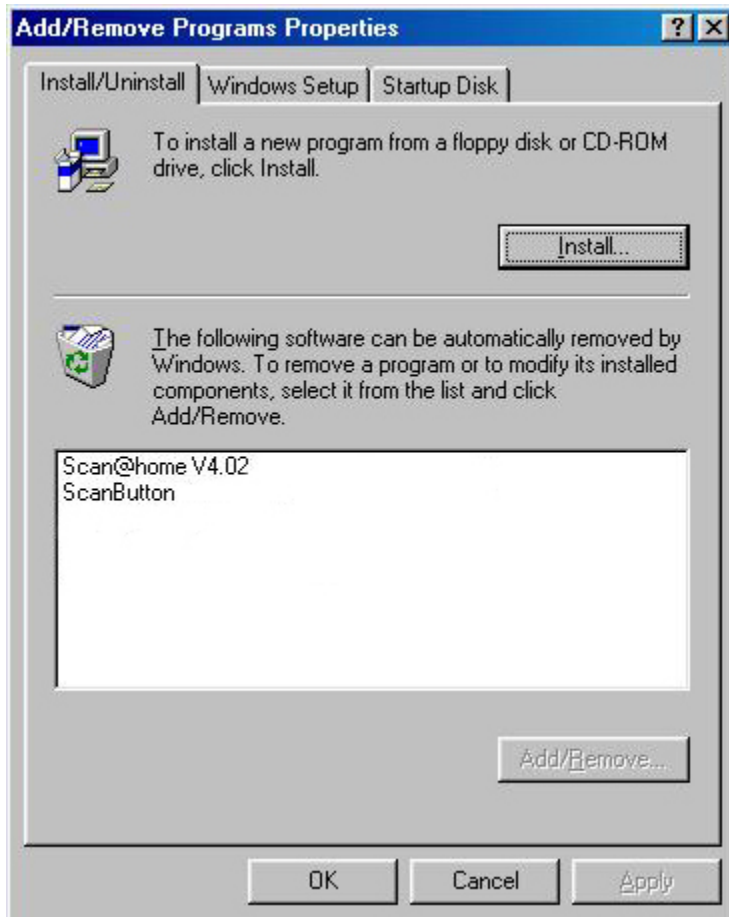 Add/Remove Programs Properties
Install/Uninstall
Windows Setup
Startup Disk
To install a new program from a floppy disk or CD-ROM
drive, click Install.
Install...
The following software can be automatically removed by
Windows. To remove a program or to modify its installed
components, select it from the list and click
Add/Remove.
Scan@home V4.02
ScanButton
Add/Remove...
OK
Cancel
Apply